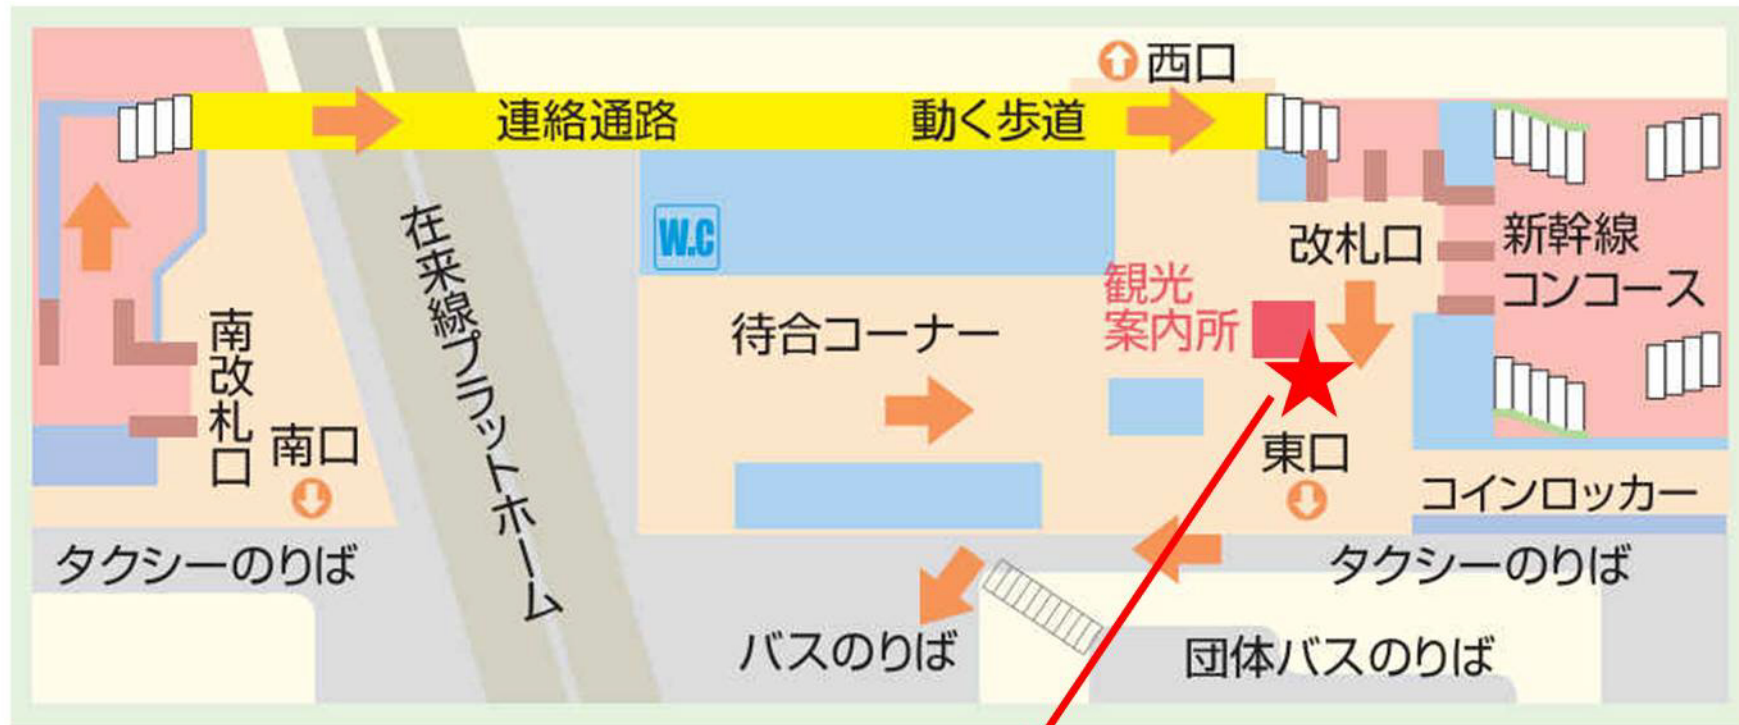 西口
連絡通路
動く歩道
W.C
在来線プラットホーム
改札口
新幹線
コンコース
観光
案内所
待合コーナー
南改札口
南口
東口
コインロッカー
タクシーのりば
タクシーのりば
バスのりば
団体バスのりば